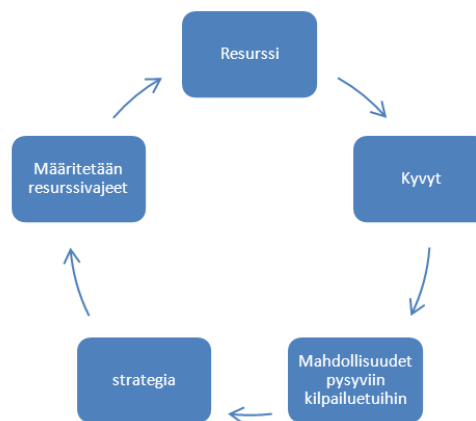 Resurssi
Kyvyt
Mahdollisuudet
pysyviin
kilpailuetuihin
strategia
Määritetään
resurssivajeet